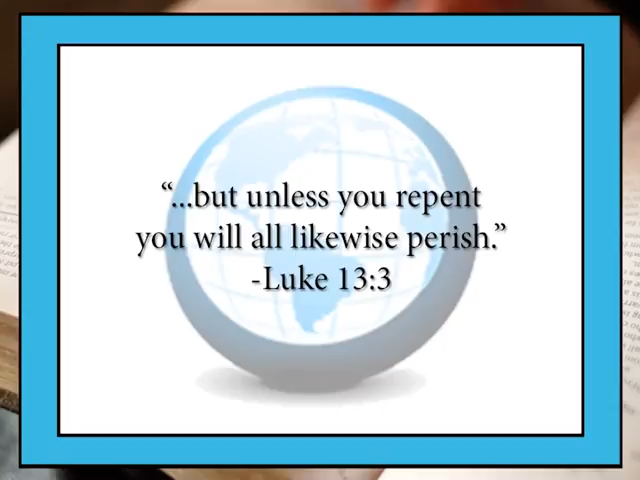 “...but unless you repent
you will all likewise perish.”
-Luke 13:3